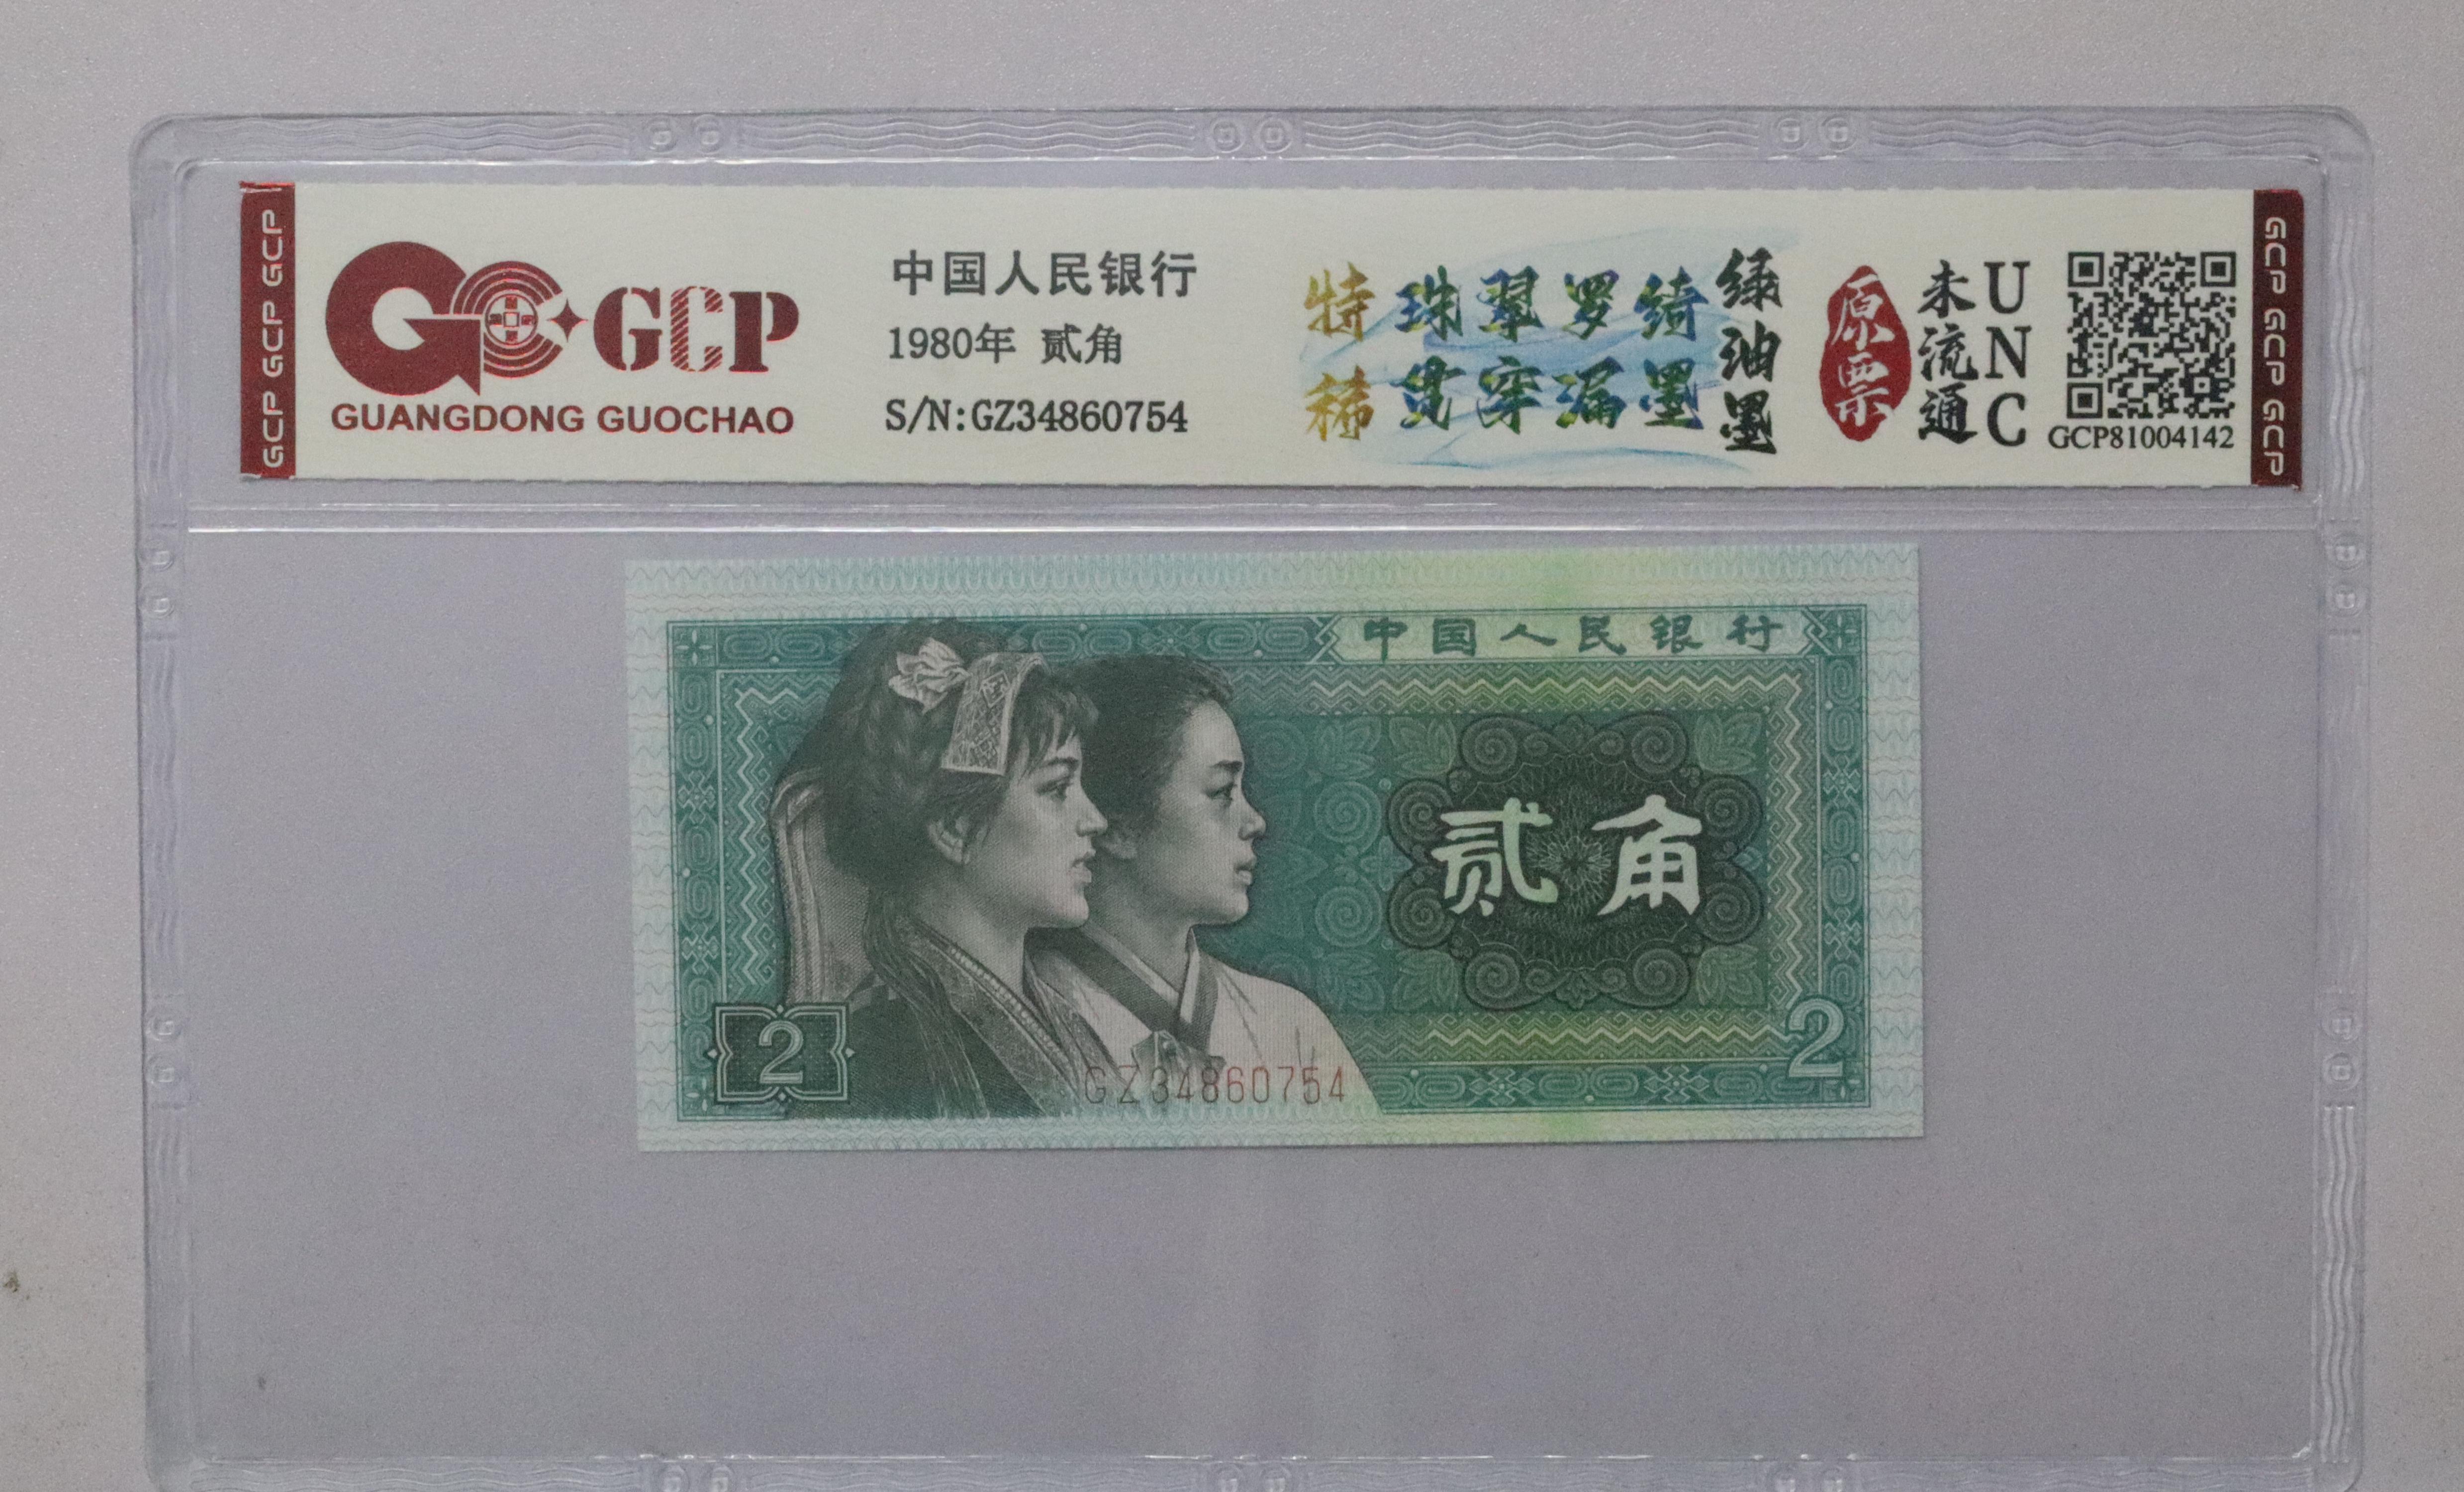 GCP GCP GCP
GCP
GUANGDONG GUOCHAO
中国人民银行
1980年 贰角
S/N:GZ34860754
特稀
珠翠罗绮
贯穿漏墨
绿油墨
原票
未流通
UNC
GCP81004142
GCP GCP GCP
中国人民银行
贰角
2
2
GZ34860754